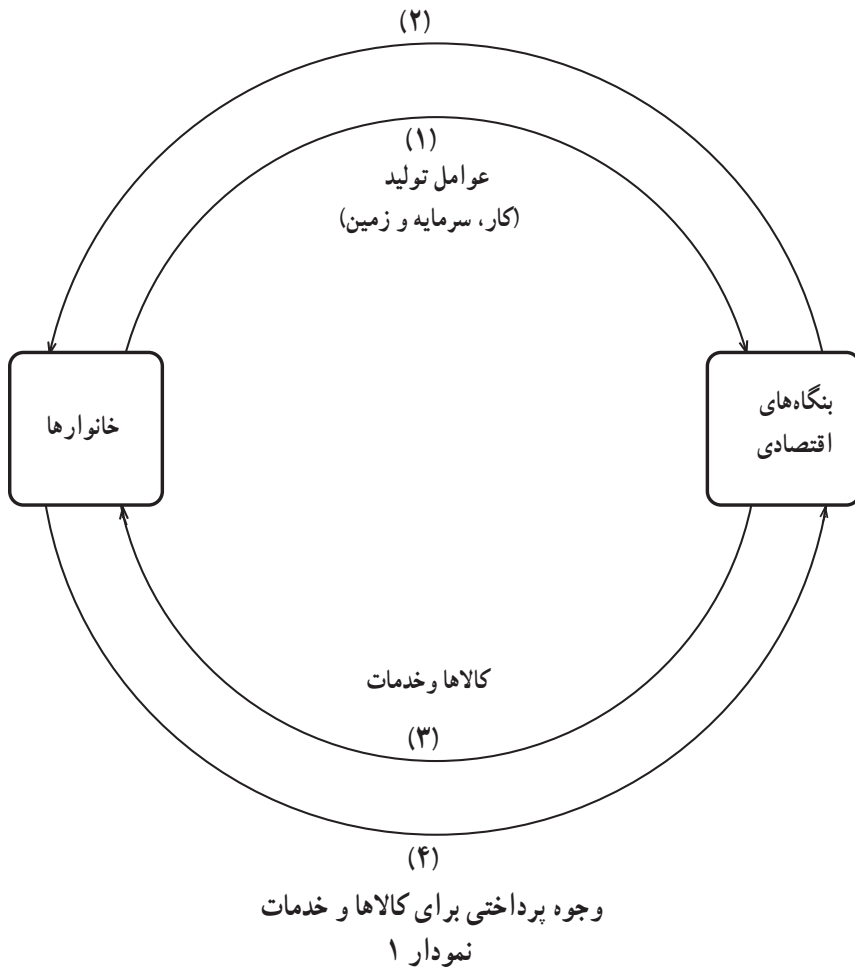 (۲)
(۱)
عوامل تولید
(کار، سرمایه و زمین)
بنگاه‌های
اقتصادی
خانوارها
کالاها وخدمات
(۳)
(۴)
وجوه پرداختی برای کالاها و خدمات
نمودار ۱